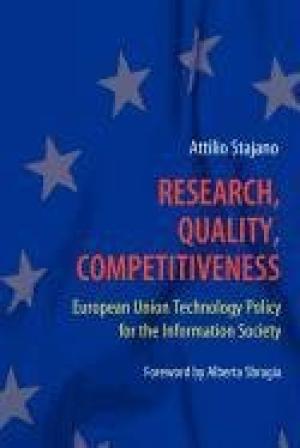 Attilio Stajano
RESEARCH,
QUALITY,
COMPETITIVENESS
European Union Technology Policy
for the Information Society
Foreword by Alberta Sbragia